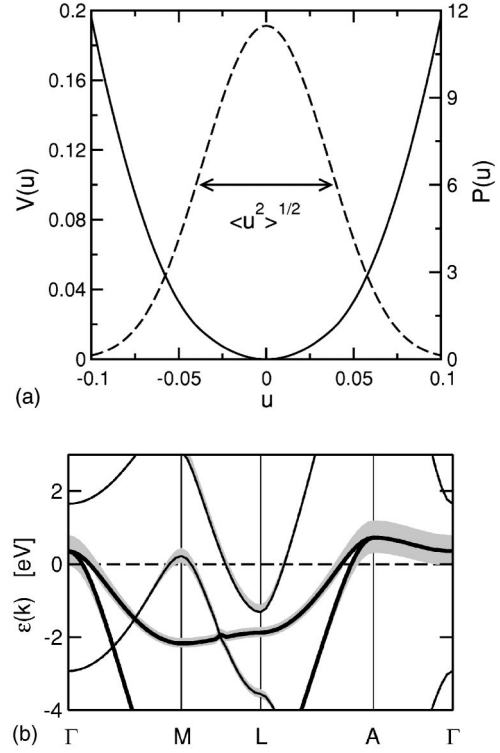 0.2
0.16
0.12
0.08
0.04
0
V(u)
12
9
6
3
0
P(u)
<u²>^1/2
-0.1 -0.05 0 0.05 0.1
u
(a)
2
0
-2
-4
ε(k) [eV]
Γ M L A Γ
(b)